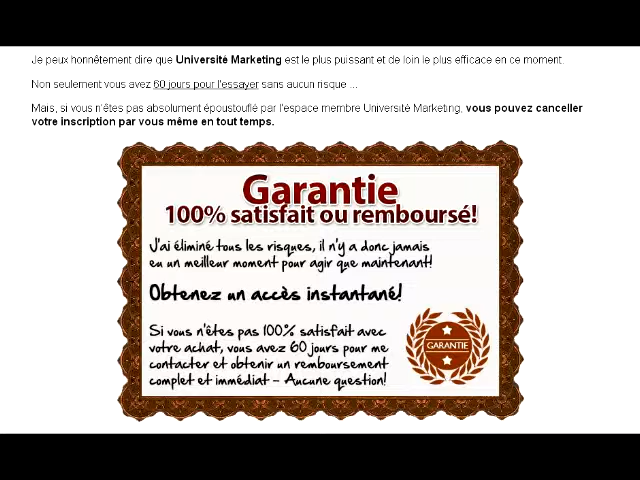 Je peux honnêtement dire que Université Marketing est le plus puissant et de loin le plus efficace en ce moment.
Non seulement vous avez 60 jours pour l'essayer sans aucun risque ...
Mais, si vous n'êtes pas absolument époustouflé par l'espace membre Université Marketing, vous pouvez canceller
votre inscription par vous même en tout temps.
Garantie
100% satisfait ou remboursé!
J'ai éliminé tous les risques, il n'y a donc jamais
eu un meilleur moment pour agir que maintenant!
Obtenez un accès instantané!
Si vous n'êtes pas 100% satisfait avec
votre achat, vous avez 60 jours pour me
contacter et obtenir un remboursement
complet et immédiat - Aucune question!
GARANTIE